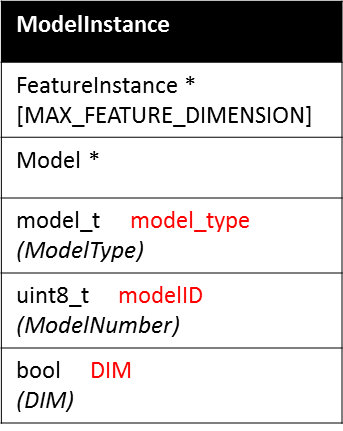 ModelInstance
FeatureInstance *
[MAX_FEATURE_DIMENSION]
Model *
model_t model_type
(ModelType)
uint8_t modelID
(ModelNumber)
bool DIM
(DIM)